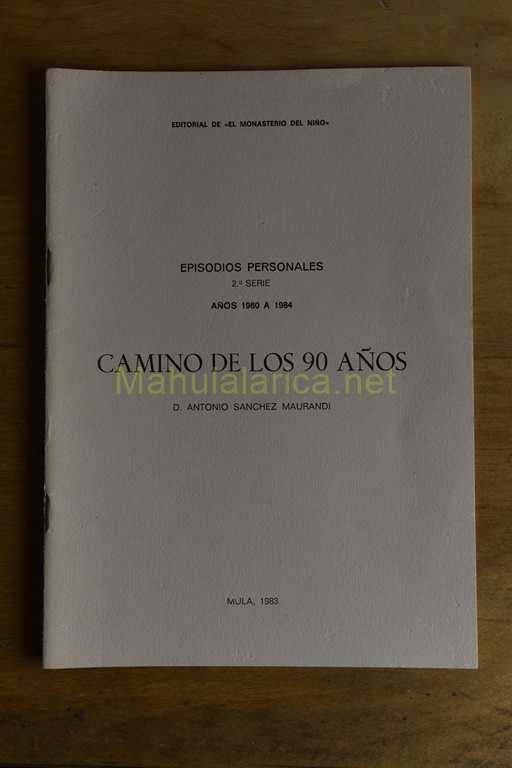 EDITORIAL DE «EL MONASTERIO DEL NIÑO»
EPISODIOS PERSONALES
2.ª SERIE
AÑOS 1980 A 1984
CAMINO DE LOS 90 AÑOS
Mahulalarica.net
D. ANTONIO SANCHEZ MAURANDI
MULA, 1983